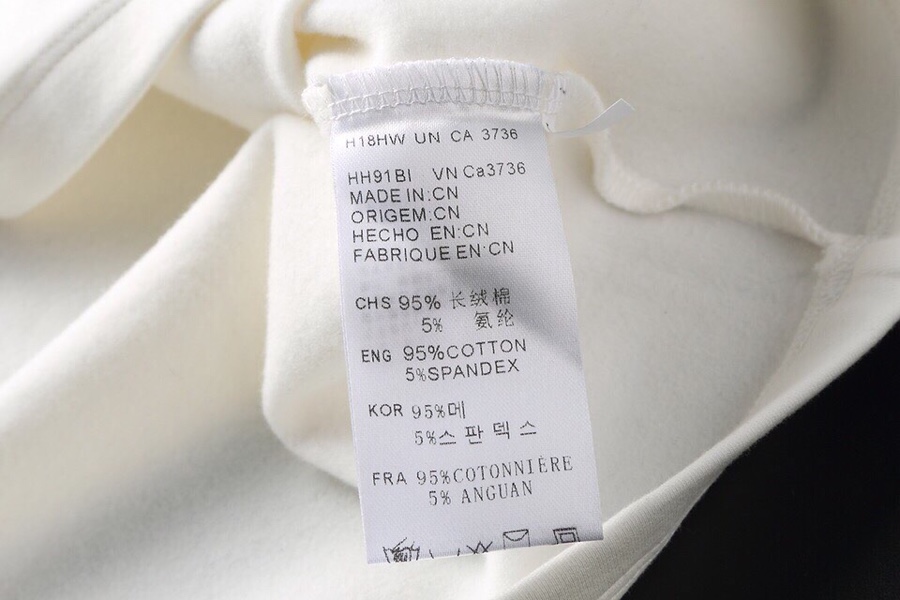 H18HW UN CA 3736
HH91BI VN Ca3736
MADE IN:CN
ORIGEM:CN
HECHO EN:CN
FABRIQUE EN:CN
CHS 95% 长绒棉
5% 氨纶
ENG 95%COTTON
5%SPANDEX
KOR 95%메
5%스판덱스
FRA 95%COTONNIÈRE
5% ANGUAN